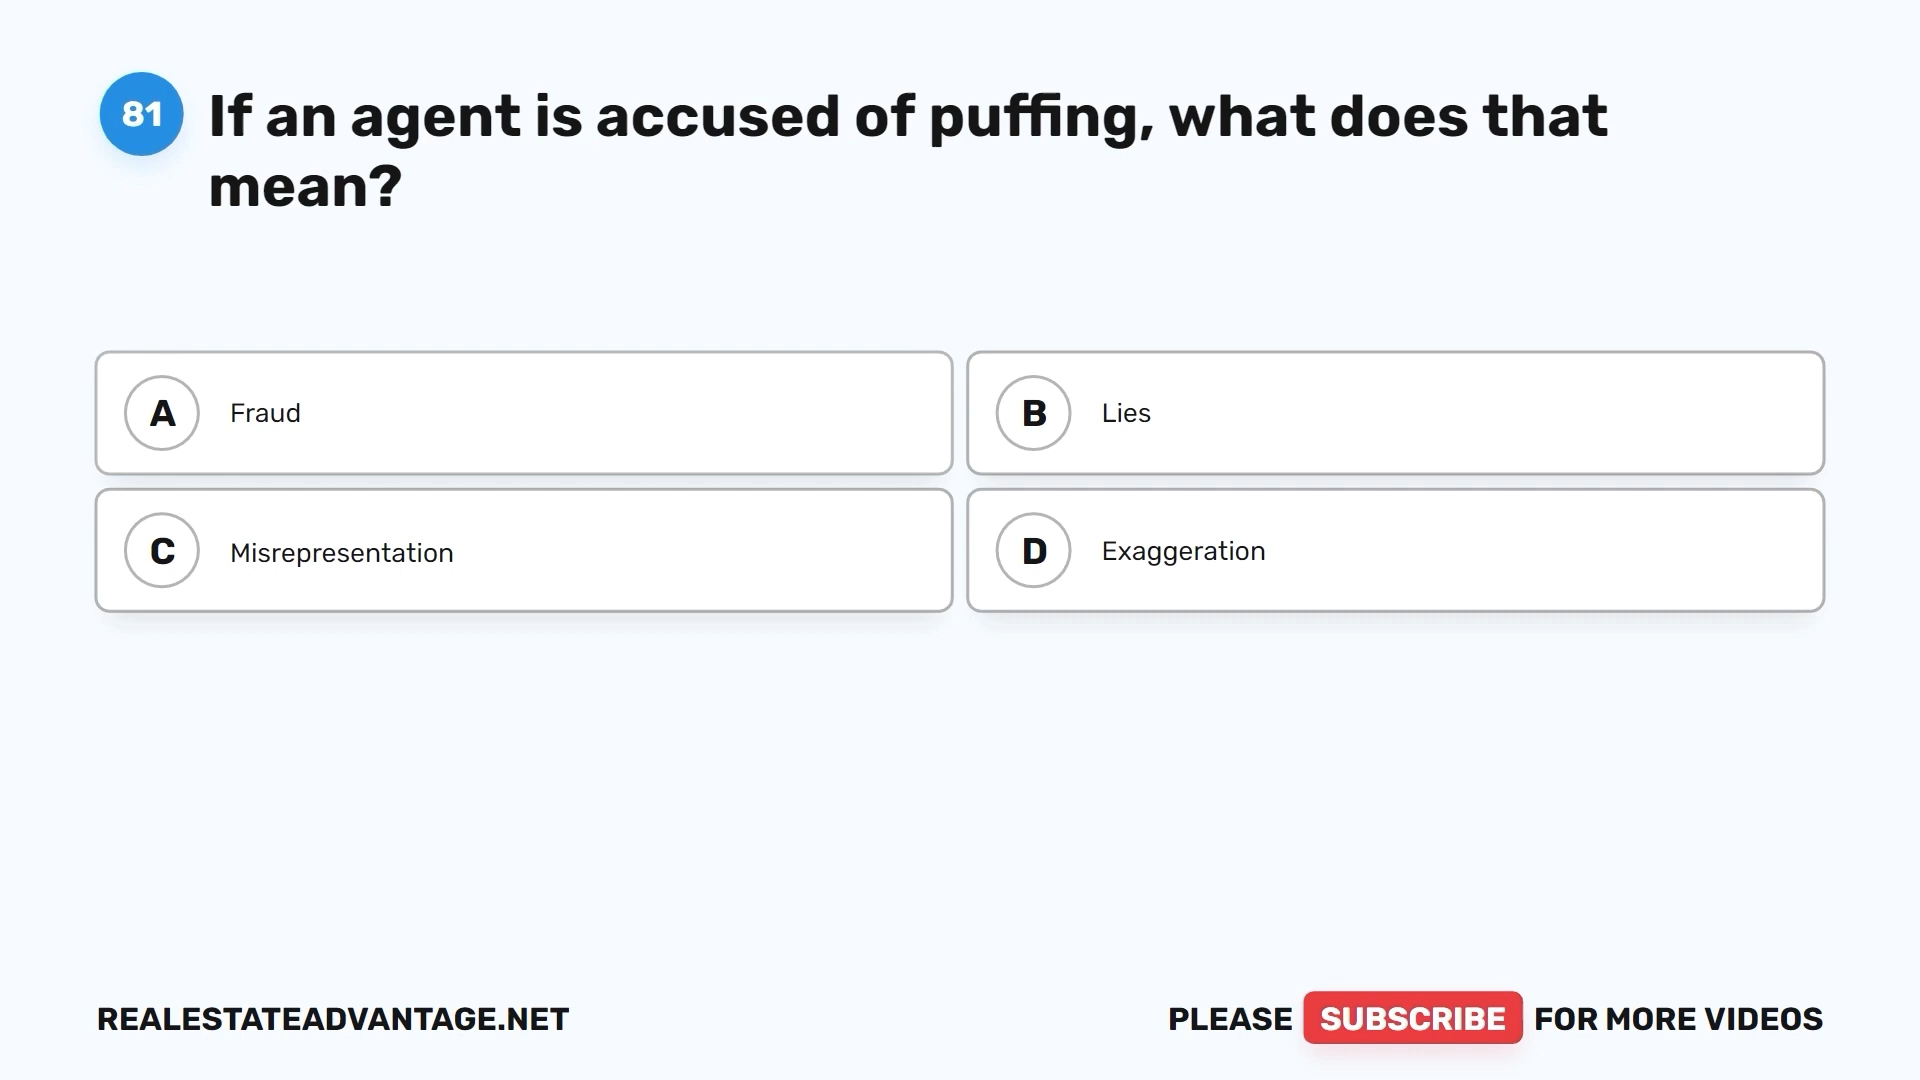 81
If an agent is accused of puffing, what does that
mean?
A Fraud
B Lies
C Misrepresentation
D Exaggeration
REALESTATEADVANTAGE.NET
PLEASE SUBSCRIBE FOR MORE VIDEOS